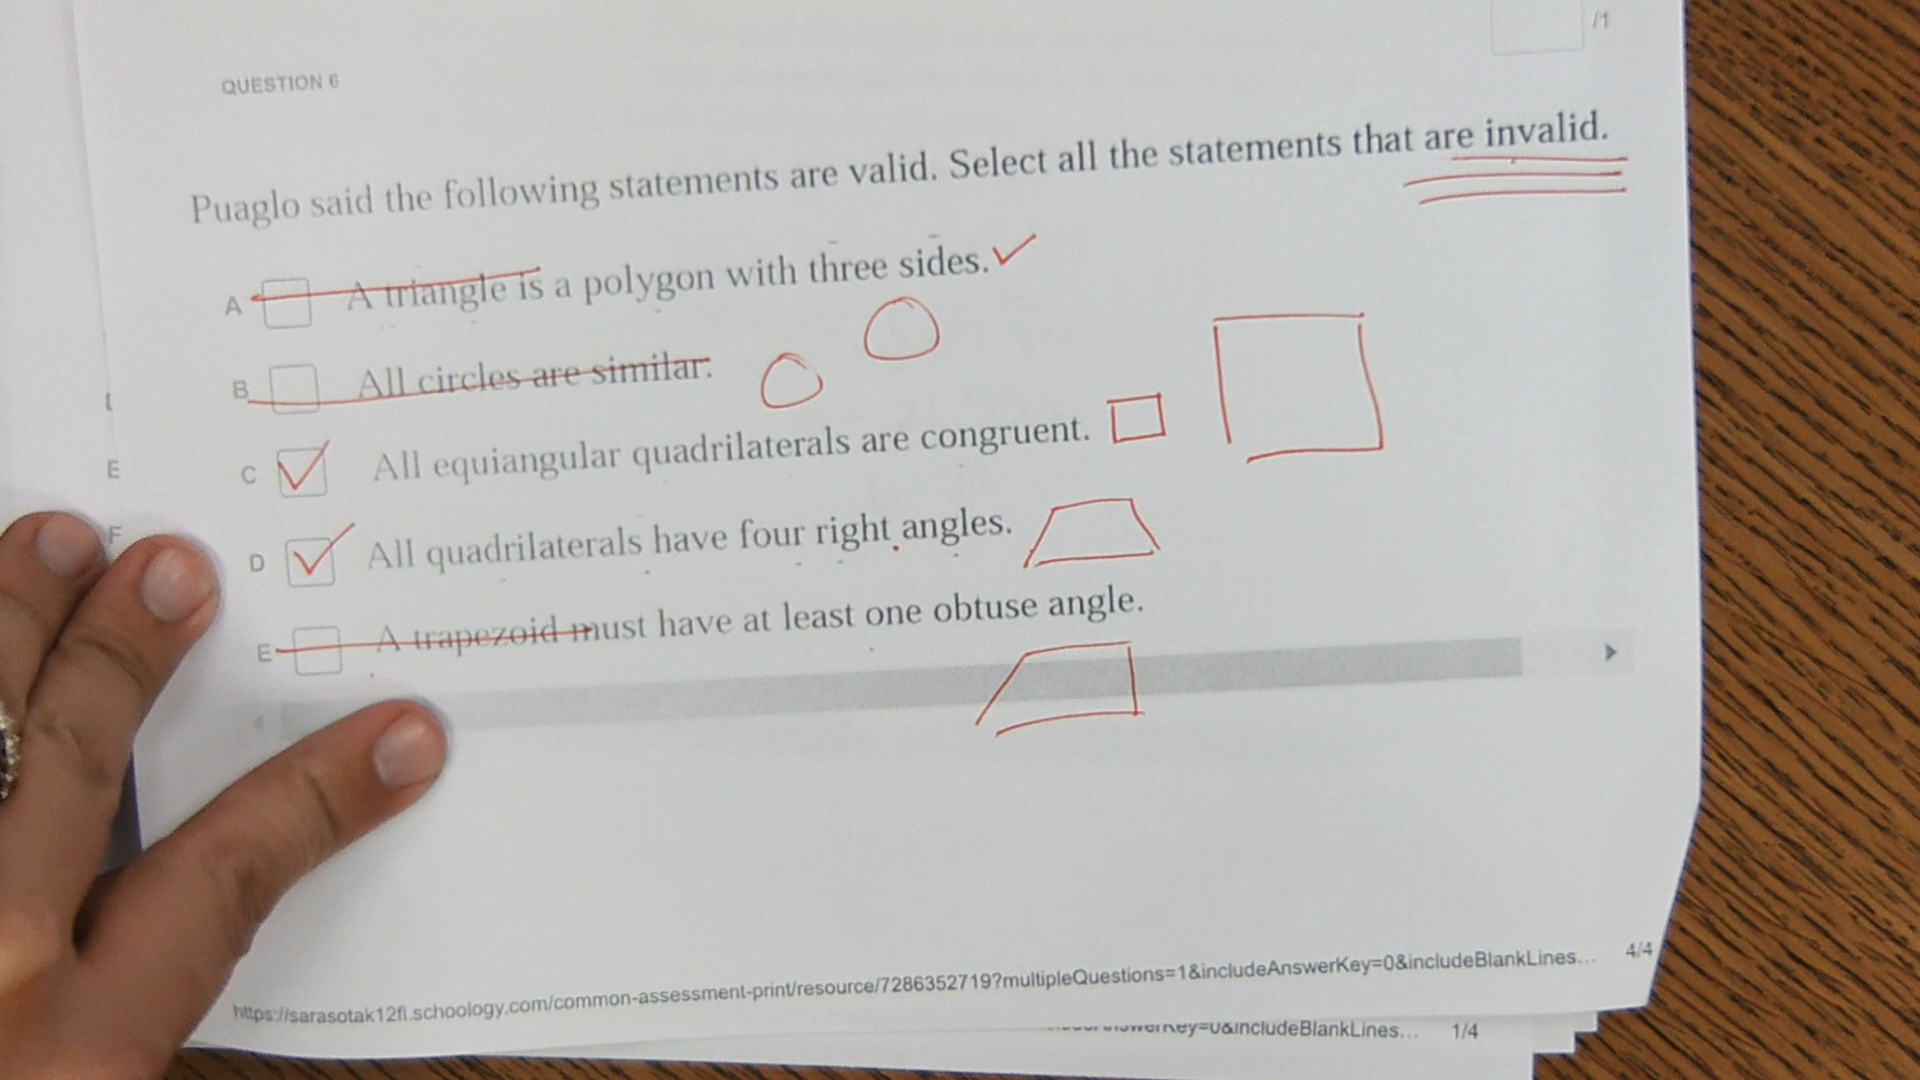 /1
QUESTION 6
Puaglo said the following statements are valid. Select all the statements that are invalid.
A A triangle is a polygon with three sides.
B All circles are similar.
C All equiangular quadrilaterals are congruent.
D All quadrilaterals have four right angles.
E A trapezoid must have at least one obtuse angle.
E
F
https://sarasotak12fl.schoology.com/common-assessment-print/resource/7286352719?multipleQuestions=1&includeAnswerKey=0&includeBlankLines... 4/4
Key=0&includeBlankLines... 1/4